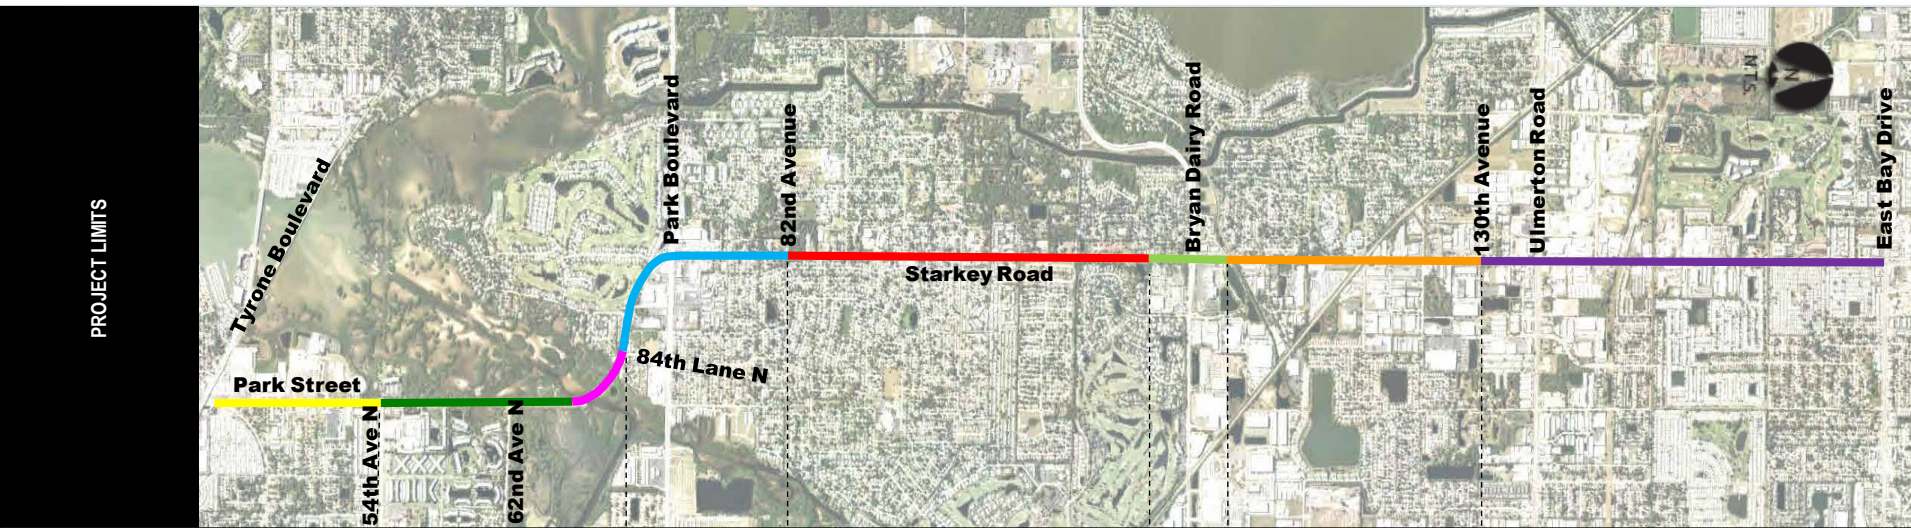 PROJECT LIMITS
Tyrone Boulevard
Park Street
54th Ave N
62nd Ave N
84th Lane N
Park Boulevard
82nd Avenue
Starkey Road
Bryan Dairy Road
130th Avenue
Ulmerton Road
East Bay Drive
N
N.T.S.